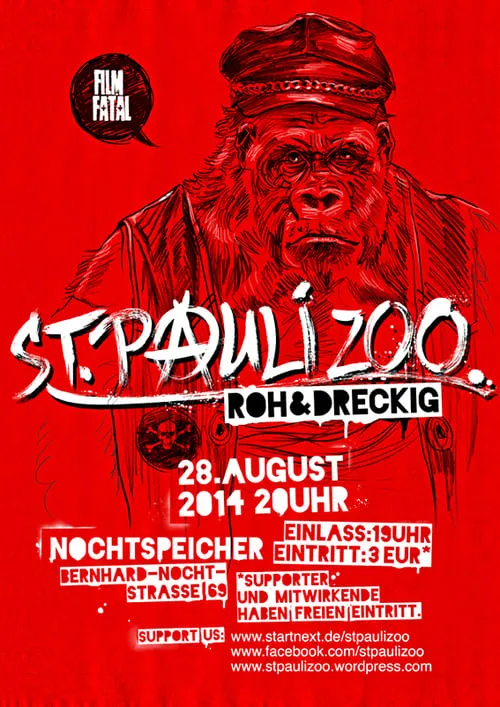 FILM
FATAL
ST. PAULI ZOO.
ROH & DRECKIG
28. AUGUST
2014 20UHR
NOCHTSPEICHER
BERNHARD-NOCHT-
STRASSE 69
EINLASS: 19UHR
EINTRITT: 3 EUR*
*SUPPORTER
UND MITWIRKENDE
HABEN FREIEN EINTRITT.
SUPPORT US:
www.startnext.de/stpaulizoo
www.facebook.com/stpaulizoo
www.stpaulizoo.wordpress.com